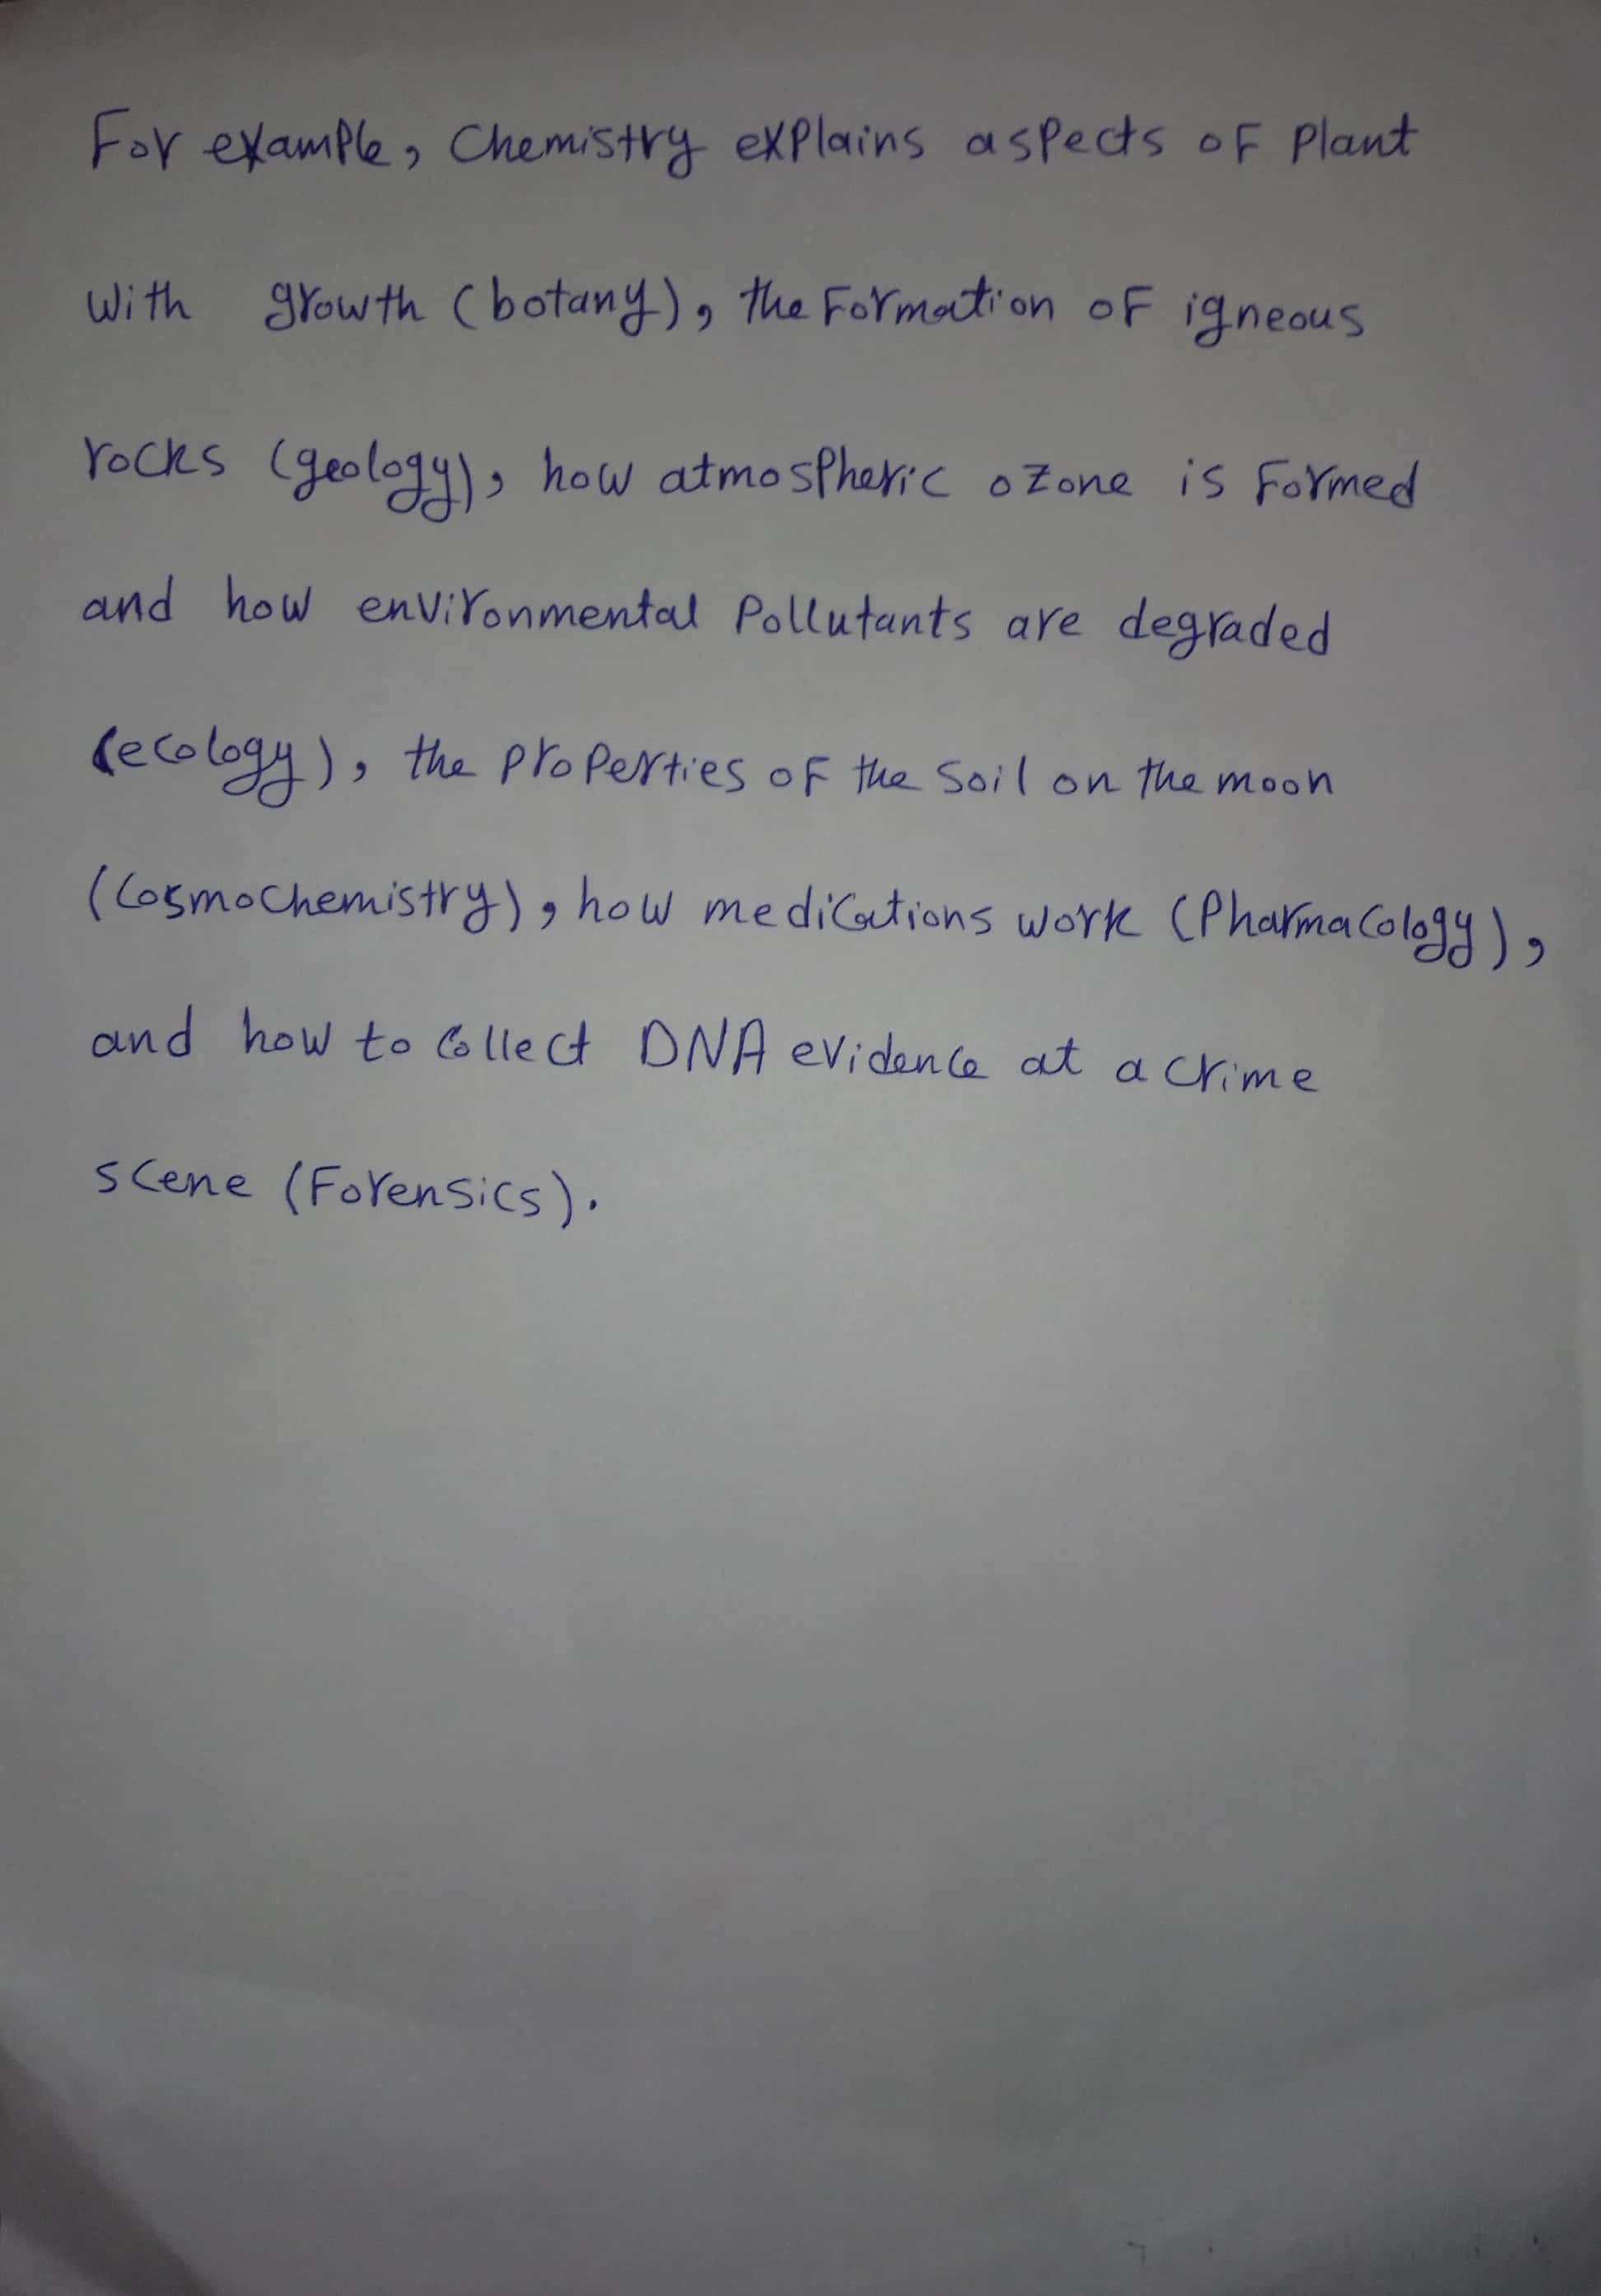 For example, Chemistry explains aspects of Plant
with growth (botany), the Formation of igneous
rocks (geology), how atmospheric ozone is Formed
and how environmental Pollutants are degraded
(ecology), the properties of the soil on the moon
(Cosmochemistry), how medications work (Pharmacology),
and how to collect DNA evidence at a crime
scene (Forensics).